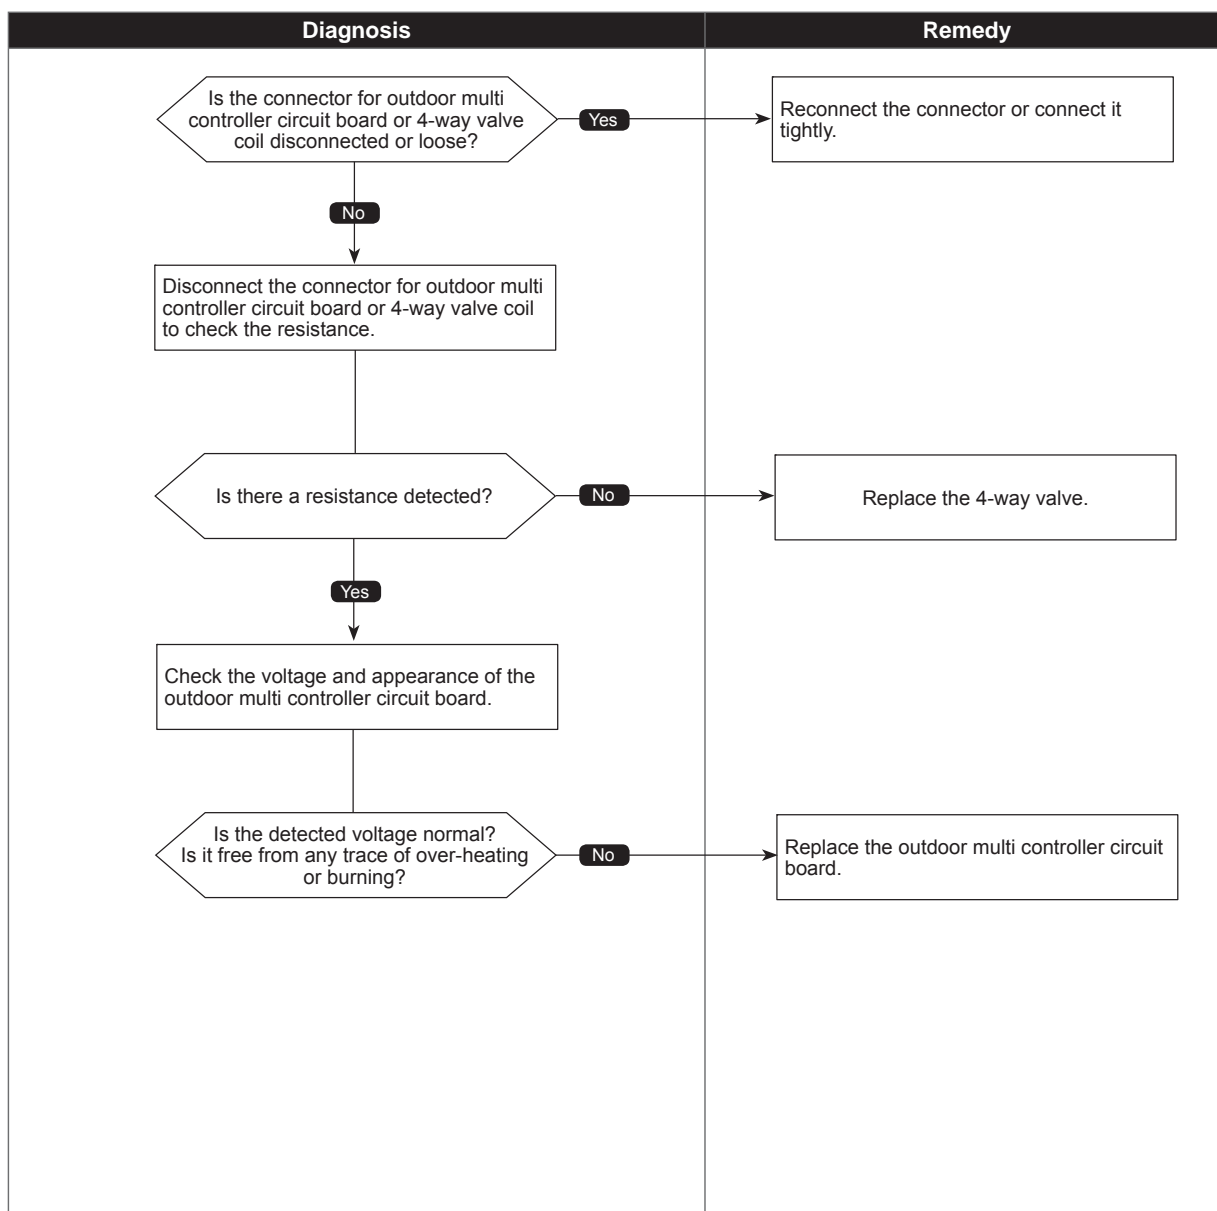 Diagnosis
Remedy
Is the connector for outdoor multi
controller circuit board or 4-way valve
coil disconnected or loose?
Yes
Reconnect the connector or connect it
tightly.
No
Disconnect the connector for outdoor multi
controller circuit board or 4-way valve coil
to check the resistance.
Is there a resistance detected?
No
Replace the 4-way valve.
Yes
Check the voltage and appearance of the
outdoor multi controller circuit board.
Is the detected voltage normal?
Is it free from any trace of over-heating
or burning?
No
Replace the outdoor multi controller circuit
board.